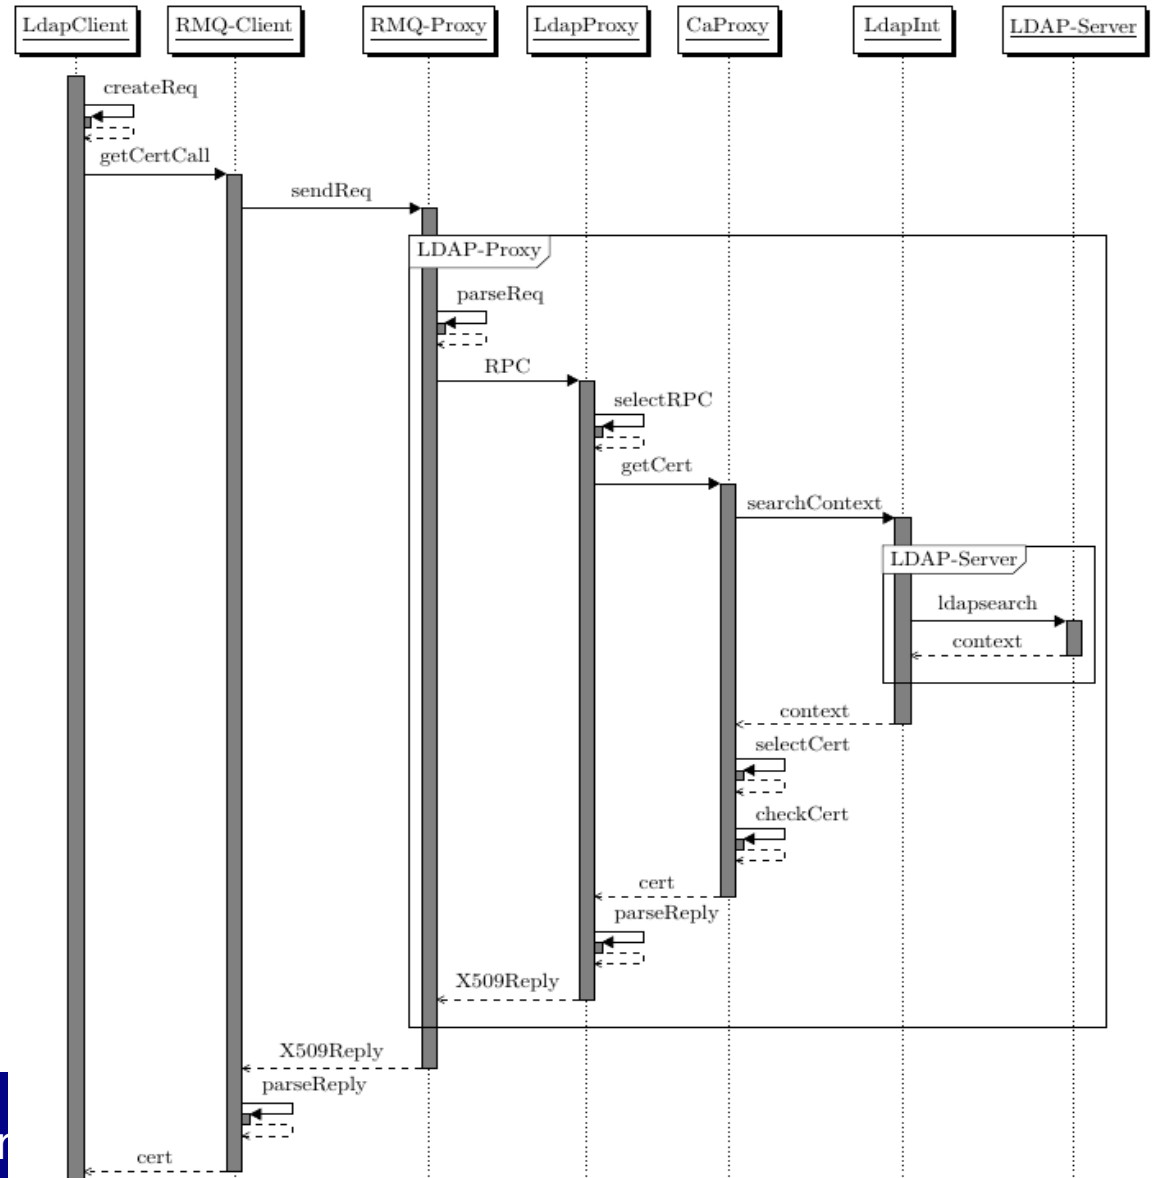 LdapClient
RMQ-Client
RMQ-Proxy
LdapProxy
CaProxy
LdapInt
LDAP-Server
createReq
getCertCall
sendReq
LDAP-Proxy
parseReq
RPC
selectRPC
getCert
searchContext
LDAP-Server
ldapsearch
context
context
selectCert
checkCert
cert
parseReply
X509Reply
X509Reply
parseReply
cert